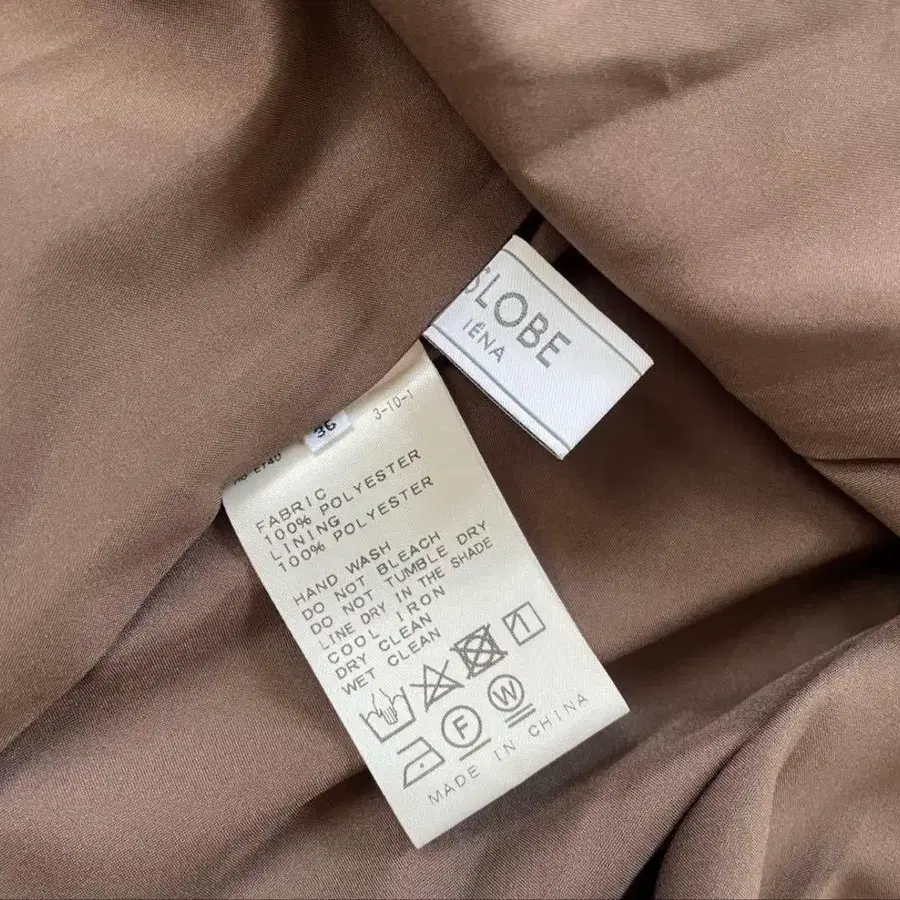 LOBE
IÉNA
36
3-10-1
FABRIC
100% POLYESTER
LINING
100% POLYESTER
HAND WASH
DO NOT BLEACH
DO NOT TUMBLE DRY
LINE DRY IN THE SHADE
COOL IRON
DRY CLEAN
WET CLEAN
F W
MADE IN CHINA